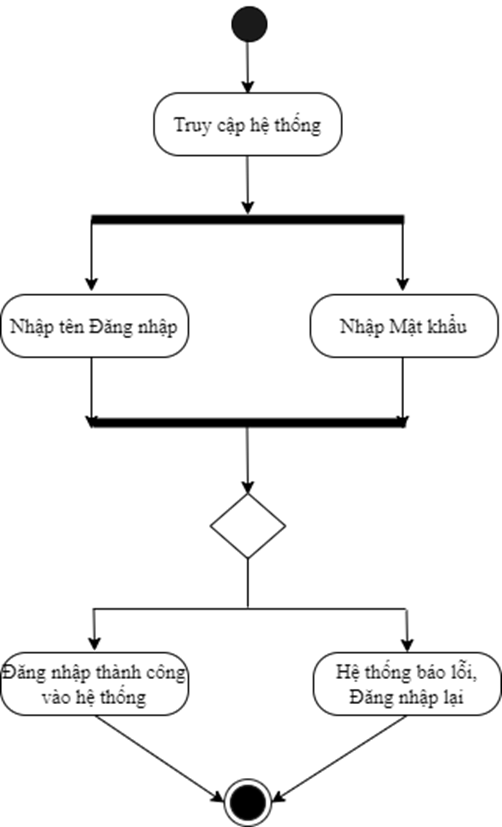 Truy cập hệ thống
Nhập tên Đăng nhập
Nhập Mật khẩu
Đăng nhập thành công
vào hệ thống
Hệ thống báo lỗi,
Đăng nhập lại